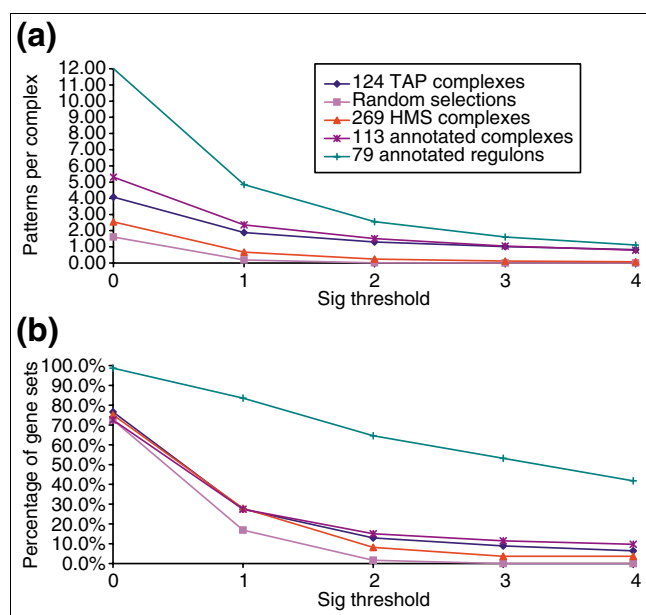 (a)
Patterns per complex
12.00
11.00
10.00
9.00
8.00
7.00
6.00
5.00
4.00
3.00
2.00
1.00
0.00
124 TAP complexes
Random selections
269 HMS complexes
113 annotated complexes
79 annotated regulons
0 1 2 3 4
Sig threshold
(b)
Percentage of gene sets
100.0%
90.0%
80.0%
70.0%
60.0%
50.0%
40.0%
30.0%
20.0%
10.0%
0.0%
0 1 2 3 4
Sig threshold